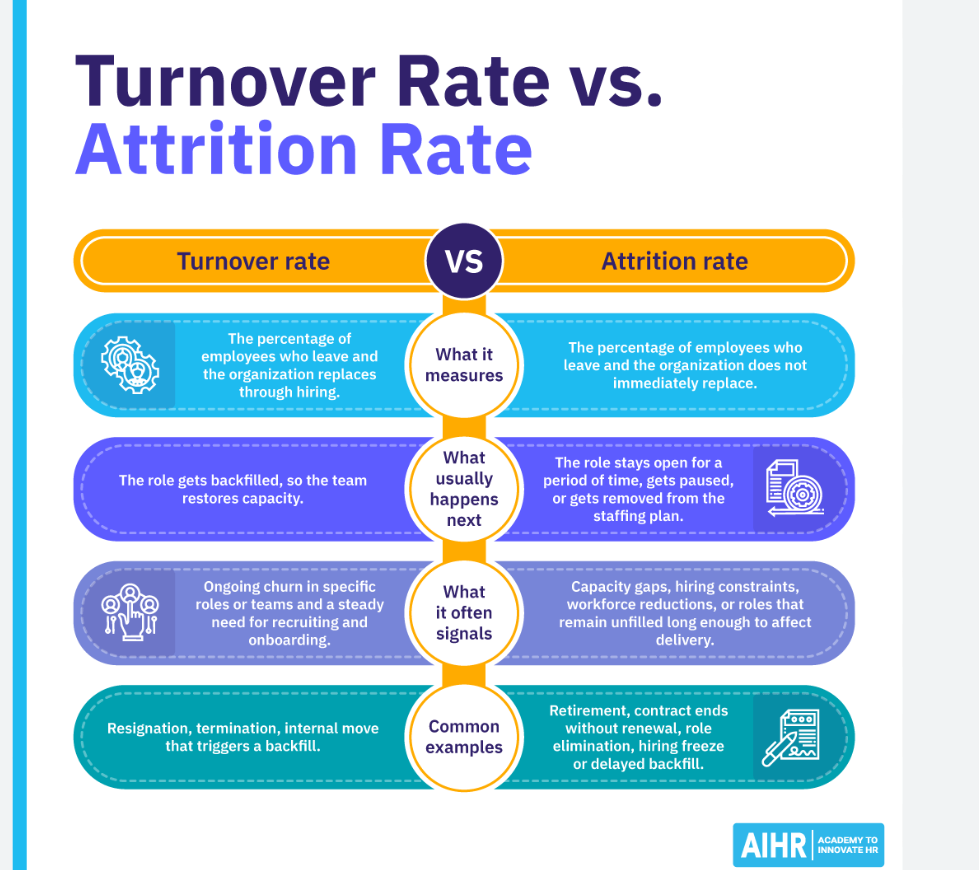 Turnover Rate vs.
Attrition Rate
Turnover rate
VS
Attrition rate
The percentage of
employees who leave and
the organization replaces
through hiring.
What it
measures
The percentage of employees who
leave and the organization does not
immediately replace.
The role gets backfilled, so the team
restores capacity.
What
usually
happens
next
The role stays open for a
period of time, gets paused,
or gets removed from the
staffing plan.
Ongoing churn in specific
roles or teams and a steady
need for recruiting and
onboarding.
What
it often
signals
Capacity gaps, hiring constraints,
workforce reductions, or roles that
remain unfilled long enough to affect
delivery.
Resignation, termination, internal move
that triggers a backfill.
Common
examples
Retirement, contract ends
without renewal, role
elimination, hiring freeze
or delayed backfill.
AIHR
ACADEMY TO
INNOVATE HR